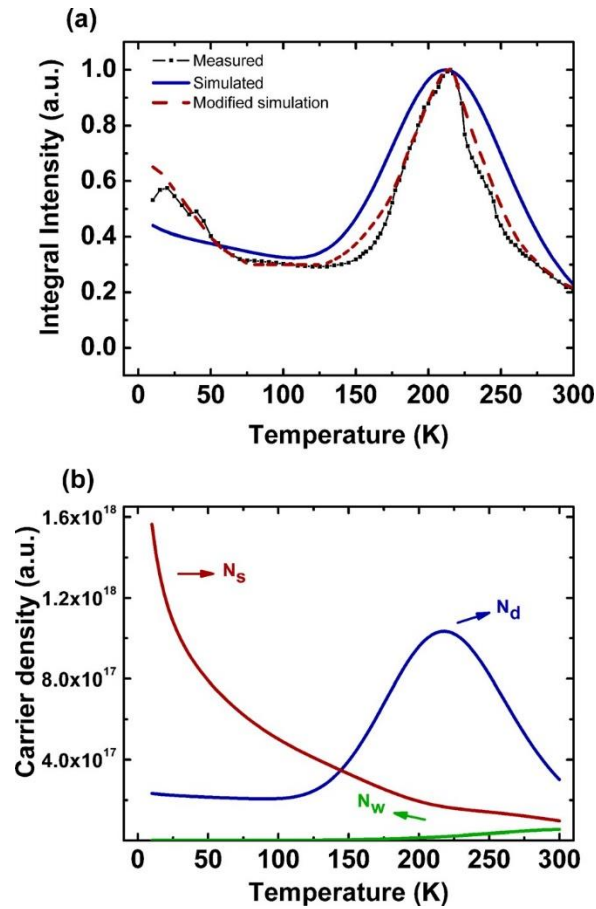 (a)
Measured
Simulated
Modified simulation
1.0
0.8
0.6
0.4
0.2
0.0
Integral Intensity (a.u.)
0 50 100 150 200 250 300
Temperature (K)
(b)
1.6x10^18
1.2x10^18
8.0x10^17
4.0x10^17
Carrier density (a.u.)
N_s
N_d
N_w
0 50 100 150 200 250 300
Temperature (K)